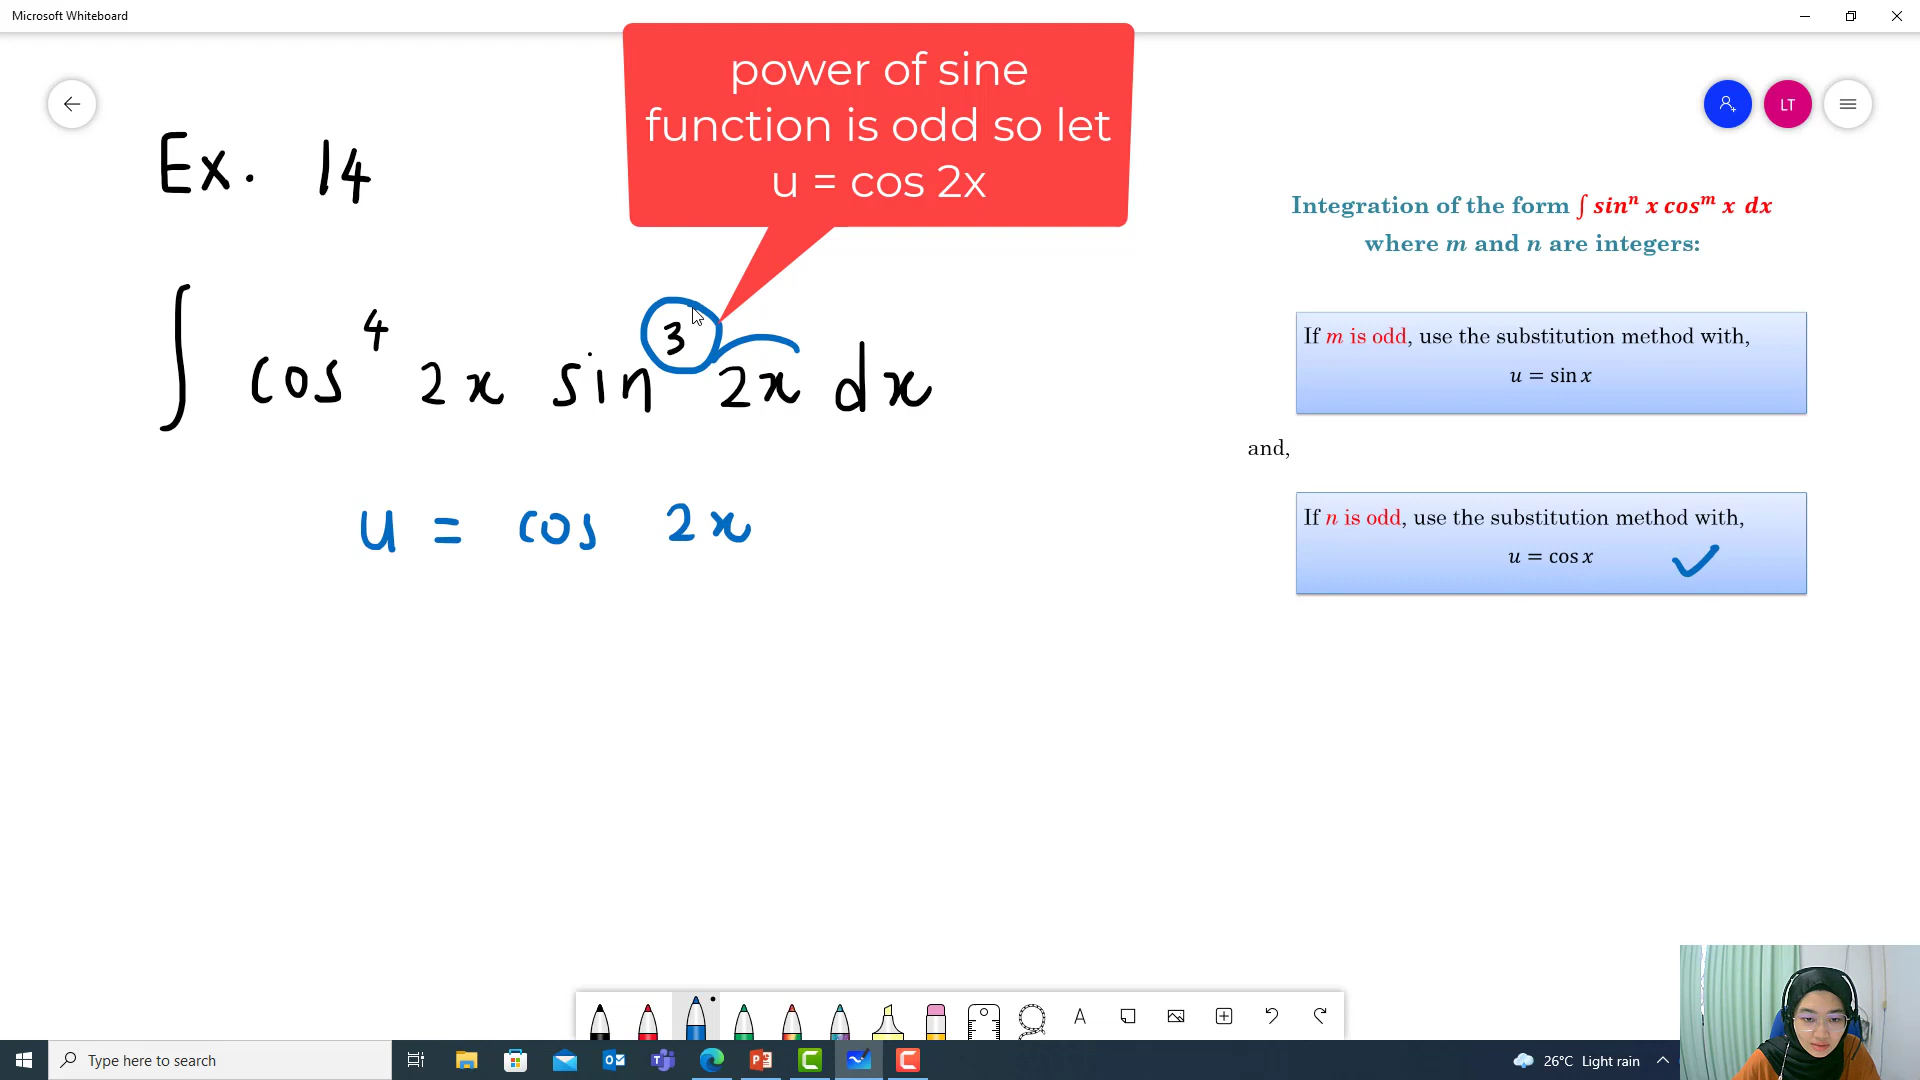 Microsoft Whiteboard
power of sine
function is odd so let
u = cos 2x
LT
Ex. 14
Integration of the form ∫ sinⁿ x cosᵐ x dx
where m and n are integers:
∫ cos⁴ 2x sin³ 2x dx
If m is odd, use the substitution method with,
u = sin x
and,
u = cos 2x
If n is odd, use the substitution method with,
u = cos x
A
Type here to search
26°C Light rain